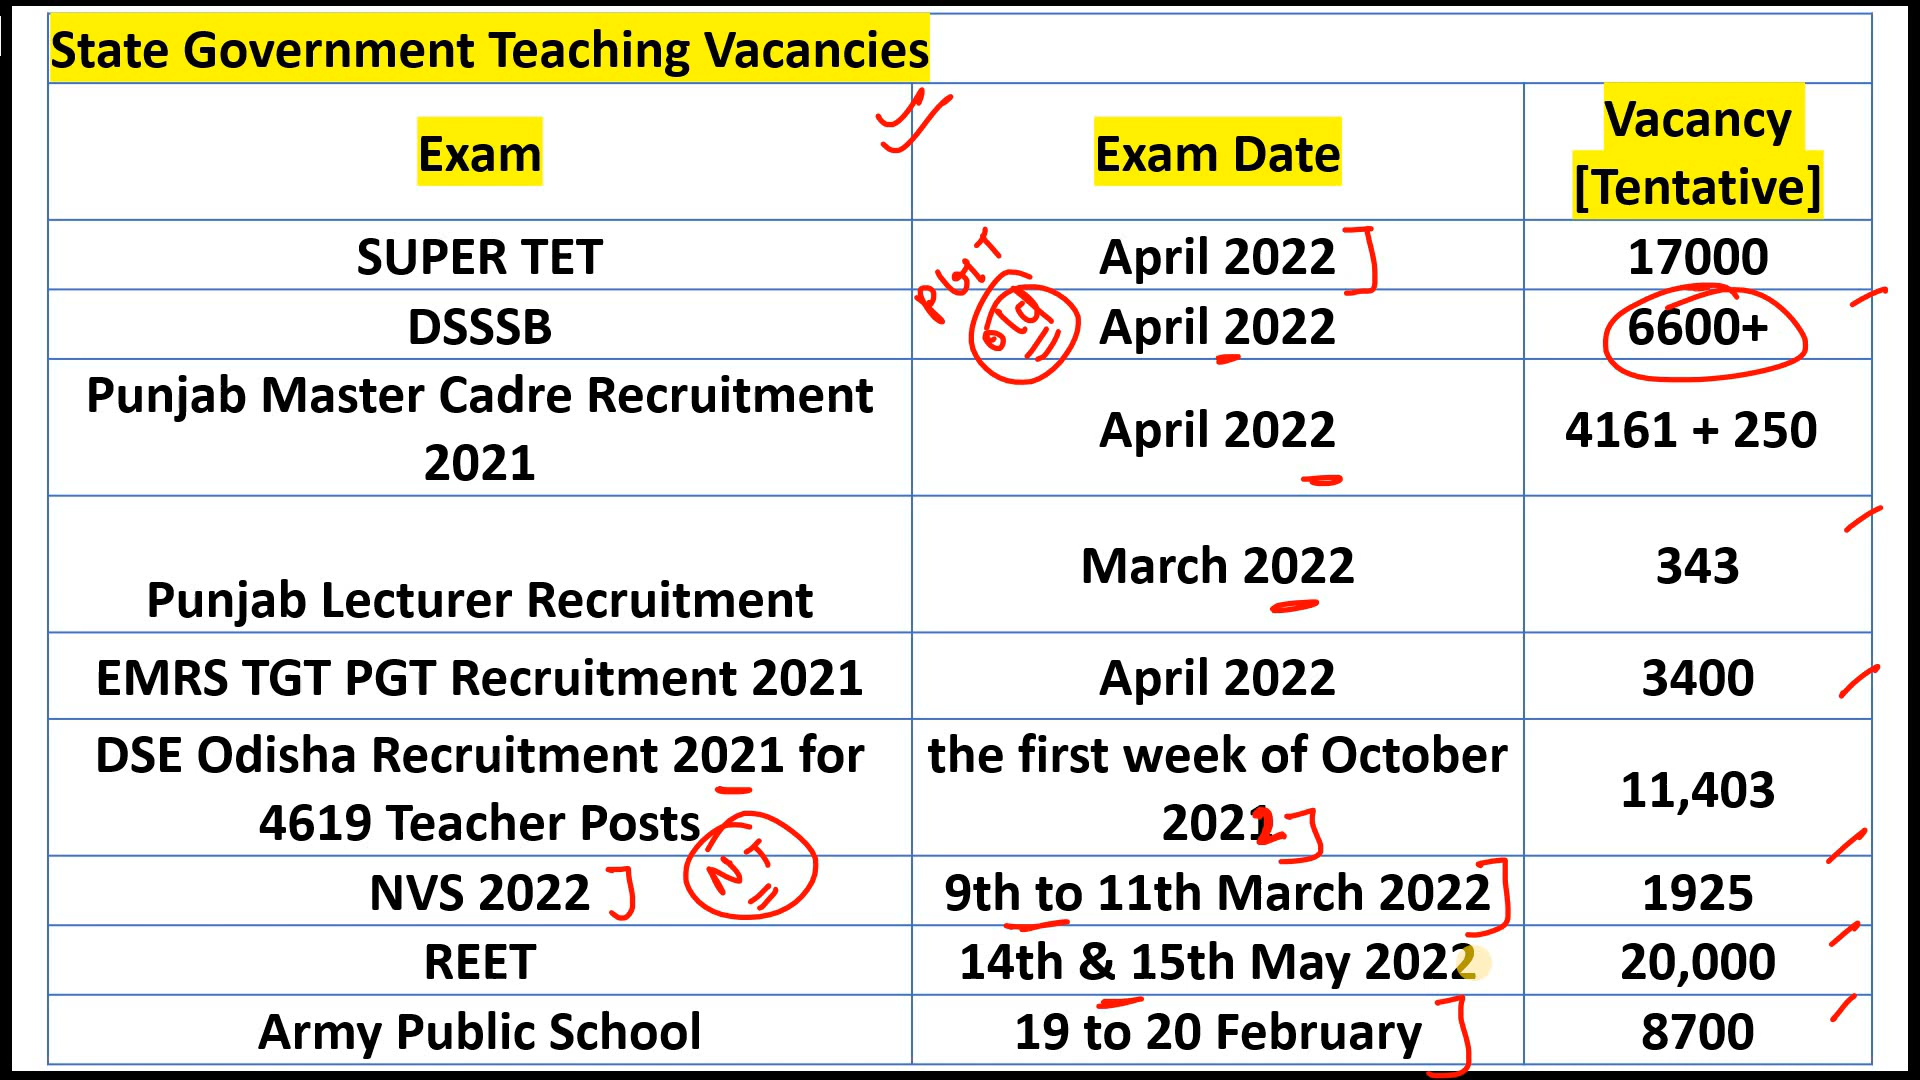 State Government Teaching Vacancies
Exam
Exam Date
Vacancy
[Tentative]
SUPER TET
April 2022
17000
PGT
DSSSB
April 2022
6600+
Punjab Master Cadre Recruitment
2021
April 2022
4161 + 250
Punjab Lecturer Recruitment
March 2022
343
EMRS TGT PGT Recruitment 2021
April 2022
3400
DSE Odisha Recruitment 2021 for
4619 Teacher Posts
the first week of October
2021
2
11,403
NT
NVS 2022
9th to 11th March 2022
1925
REET
14th & 15th May 2022
20,000
Army Public School
19 to 20 February
8700